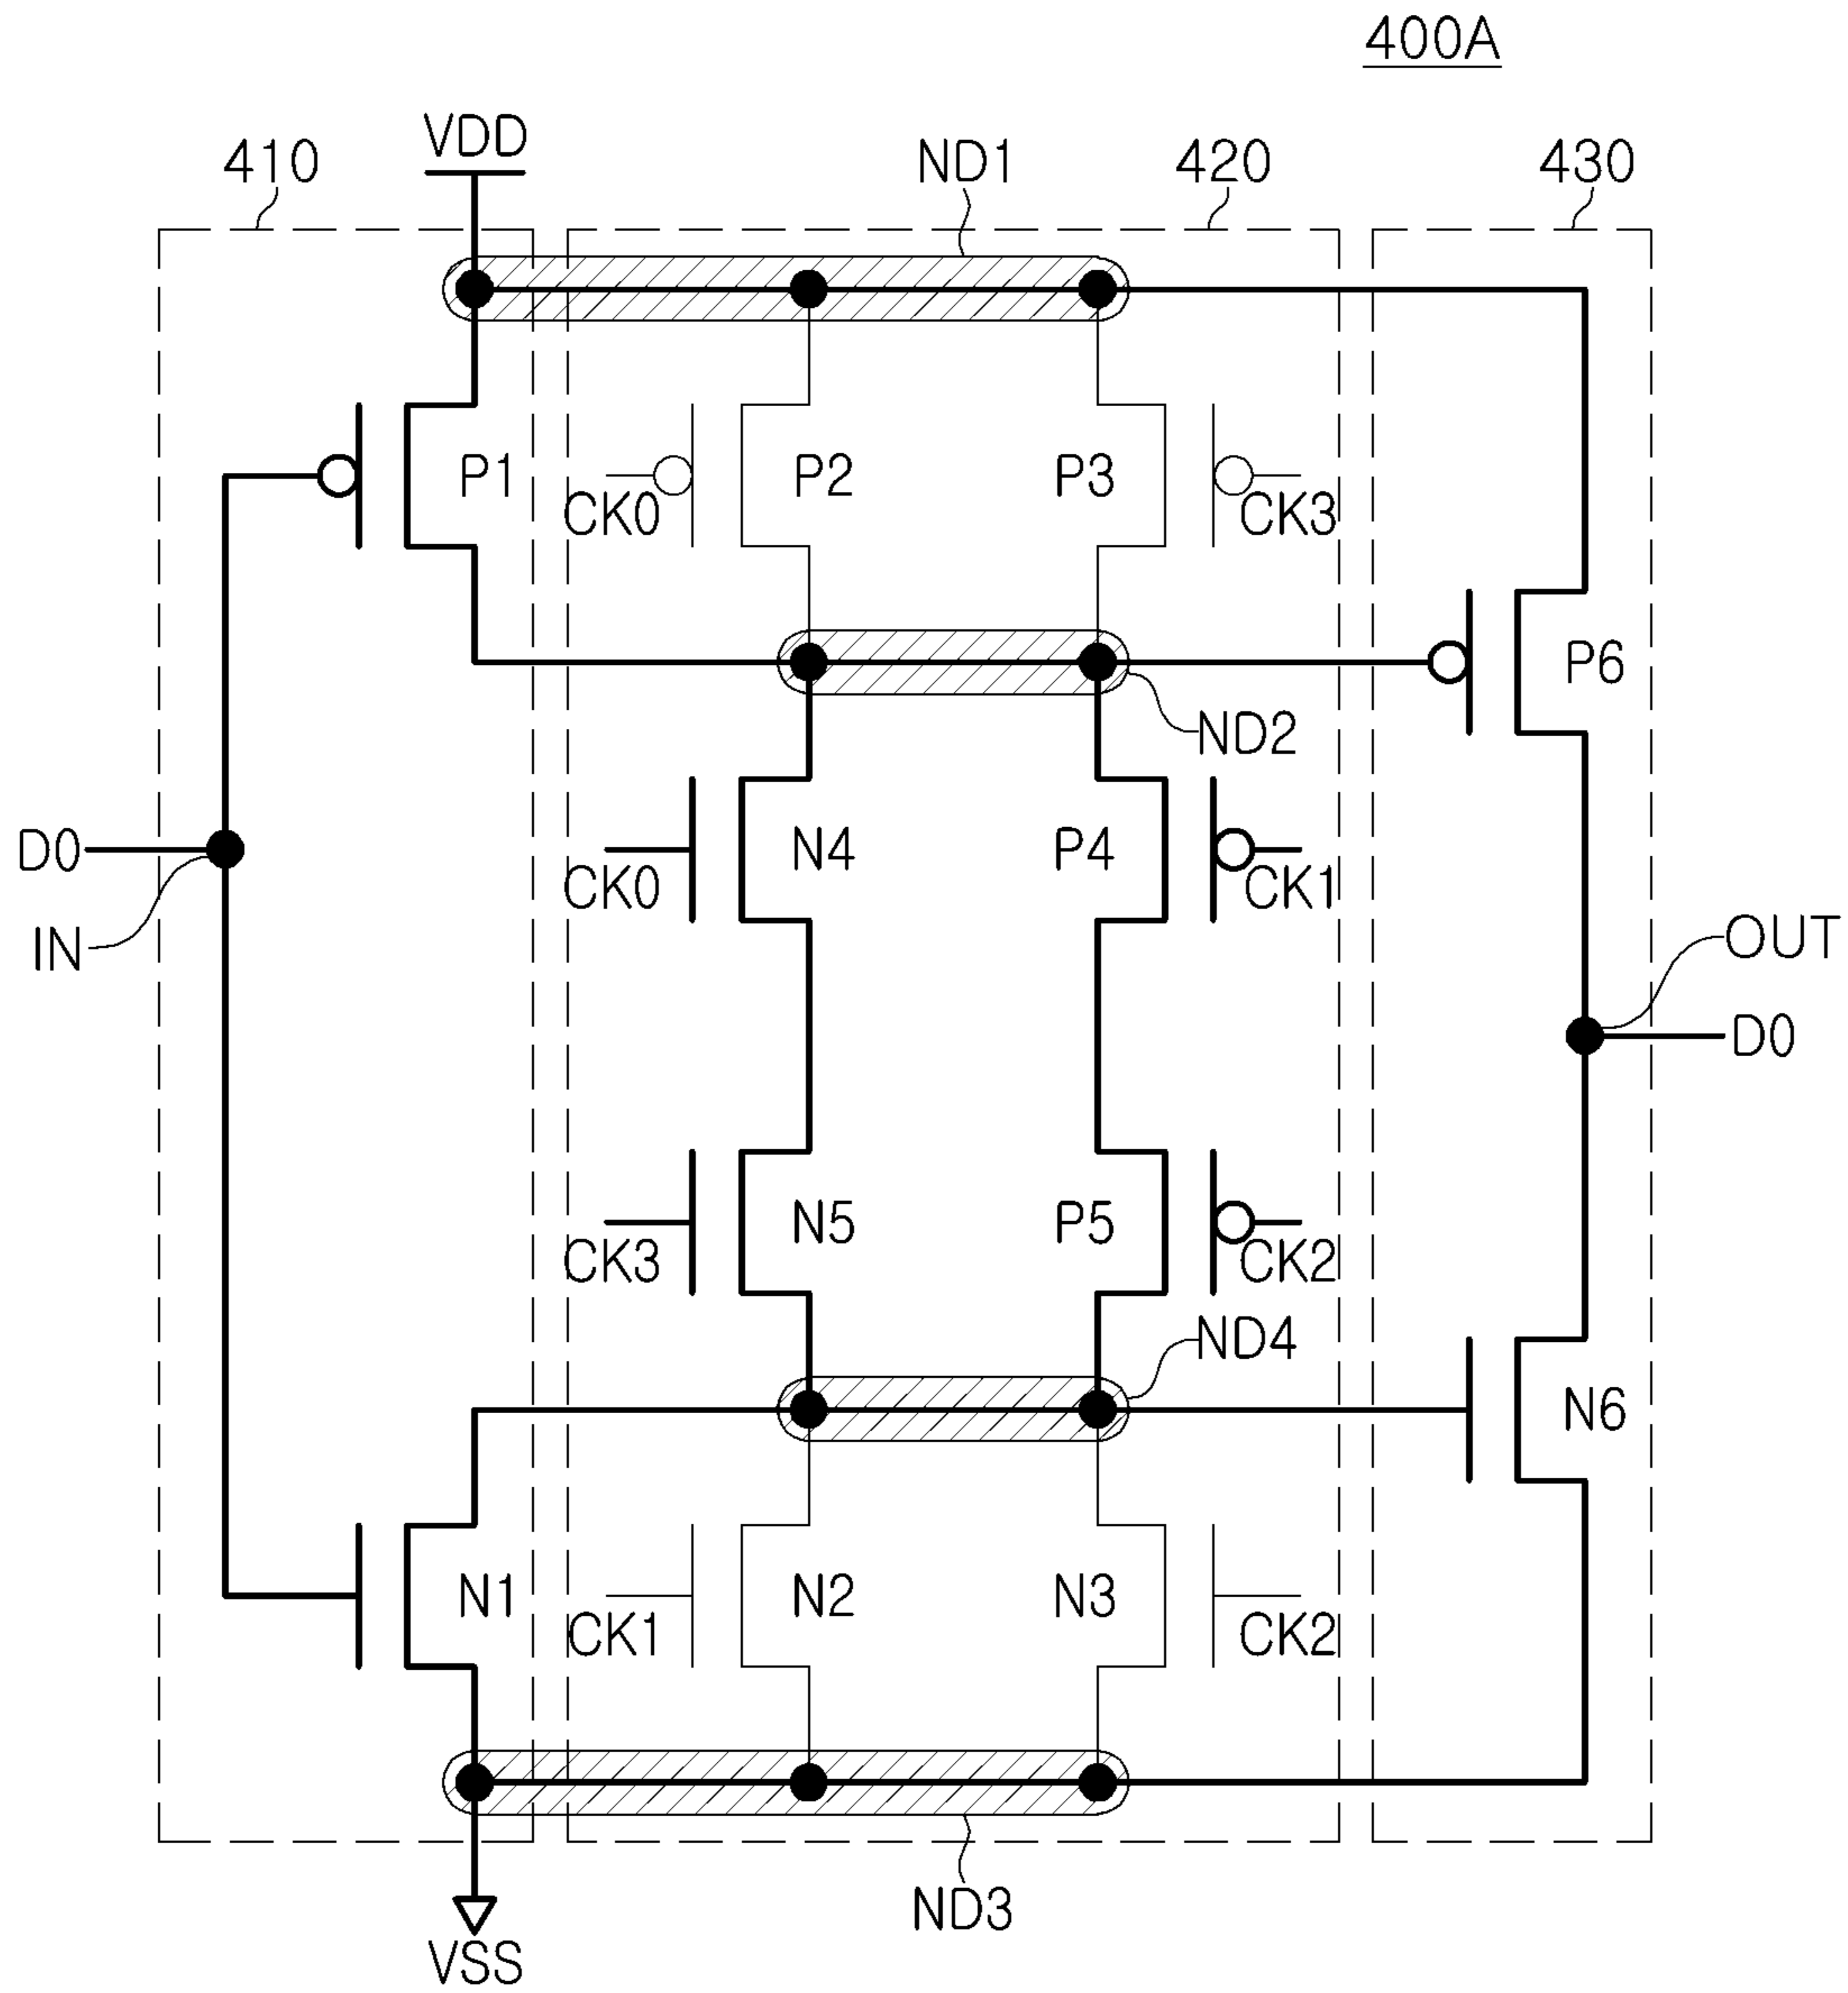 400A
VDD
410
ND1
420
430
P1
P2
P3
CK0
CK3
P6
ND2
D0
N4
P4
CK0
CK1
IN
OUT
D0
N5
P5
CK3
CK2
ND4
N6
N1
N2
N3
CK1
CK2
ND3
VSS